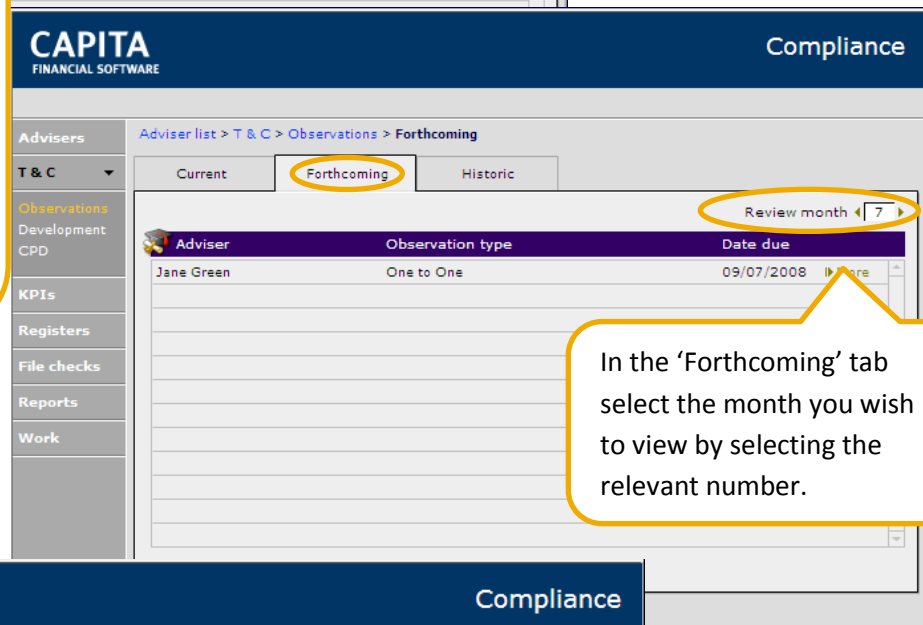 CAPITA
FINANCIAL SOFTWARE
Compliance
Advisers
T & C
Observations
Development
CPD
KPIs
Registers
File checks
Reports
Work
Adviser list > T & C > Observations > Forthcoming
Current Forthcoming Historic
Review month 7
Adviser Observation type Date due
Jane Green One to One 09/07/2008
In the ‘Forthcoming’ tab
select the month you wish
to view by selecting the
relevant number.
Compliance